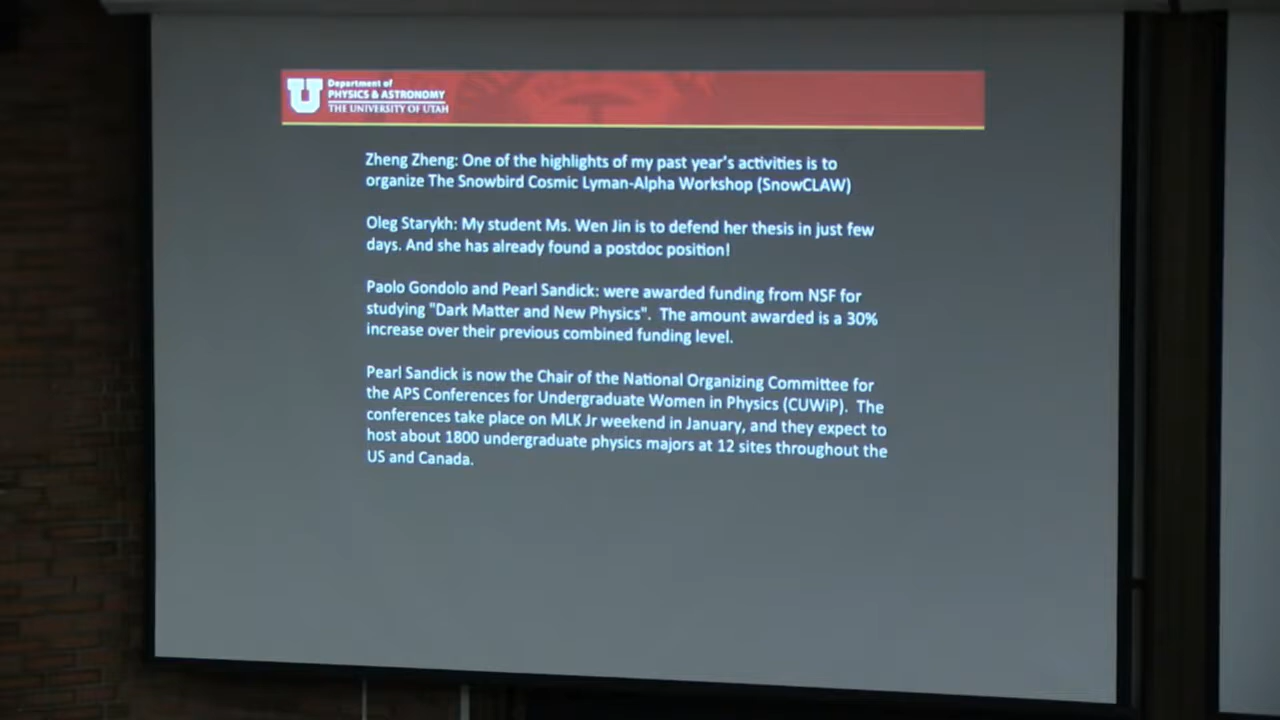 Department of
PHYSICS & ASTRONOMY
THE UNIVERSITY OF UTAH
Zheng Zheng: One of the highlights of my past year's activities is to
organize The Snowbird Cosmic Lyman-Alpha Workshop (SnowCLAW)
Oleg Starykh: My student Ms. Wen Jin is to defend her thesis in just few
days. And she has already found a postdoc position!
Paolo Gondolo and Pearl Sandick: were awarded funding from NSF for
studying "Dark Matter and New Physics".  The amount awarded is a 30%
increase over their previous combined funding level.
Pearl Sandick is now the Chair of the National Organizing Committee for
the APS Conferences for Undergraduate Women in Physics (CUWiP).  The
conferences take place on MLK Jr weekend in January, and they expect to
host about 1800 undergraduate physics majors at 12 sites throughout the
US and Canada.